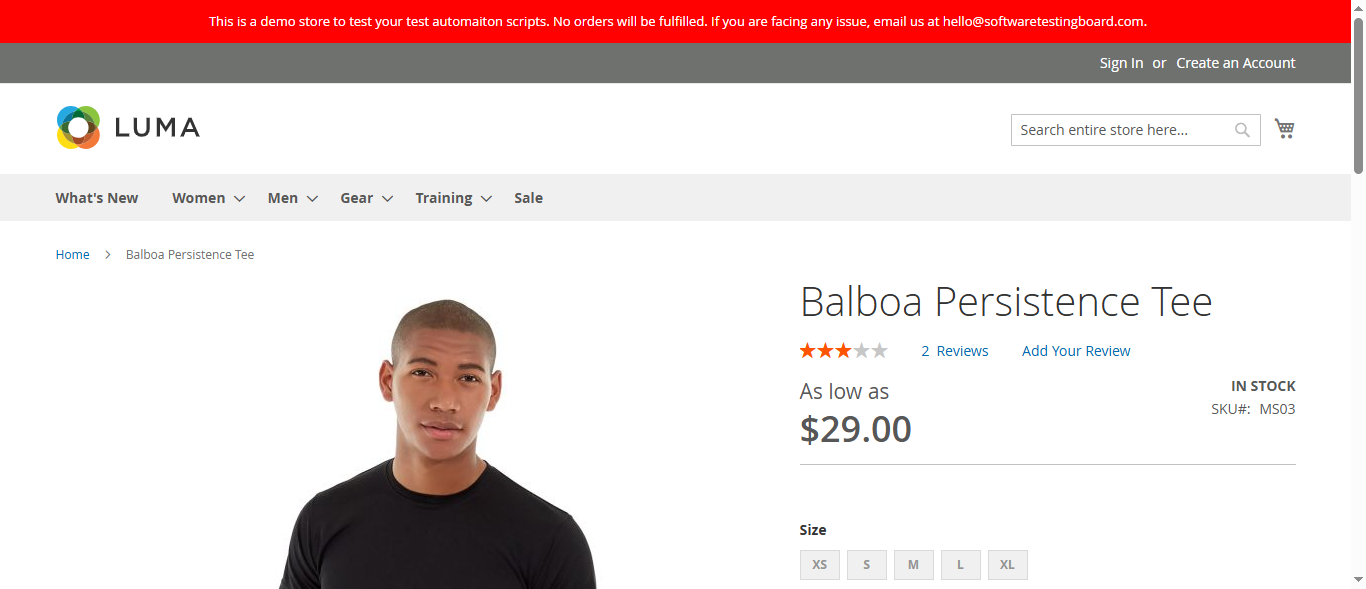 This is a demo store to test your test automaiton scripts. No orders will be fulfilled. If you are facing any issue, email us at hello@softwaretestingboard.com.
Sign In or Create an Account
LUMA
Search entire store here...
What's New Women Men Gear Training Sale
Home > Balboa Persistence Tee
Balboa Persistence Tee
2 Reviews Add Your Review
As low as
IN STOCK
$29.00
SKU#: MS03
Size
XS S M L XL